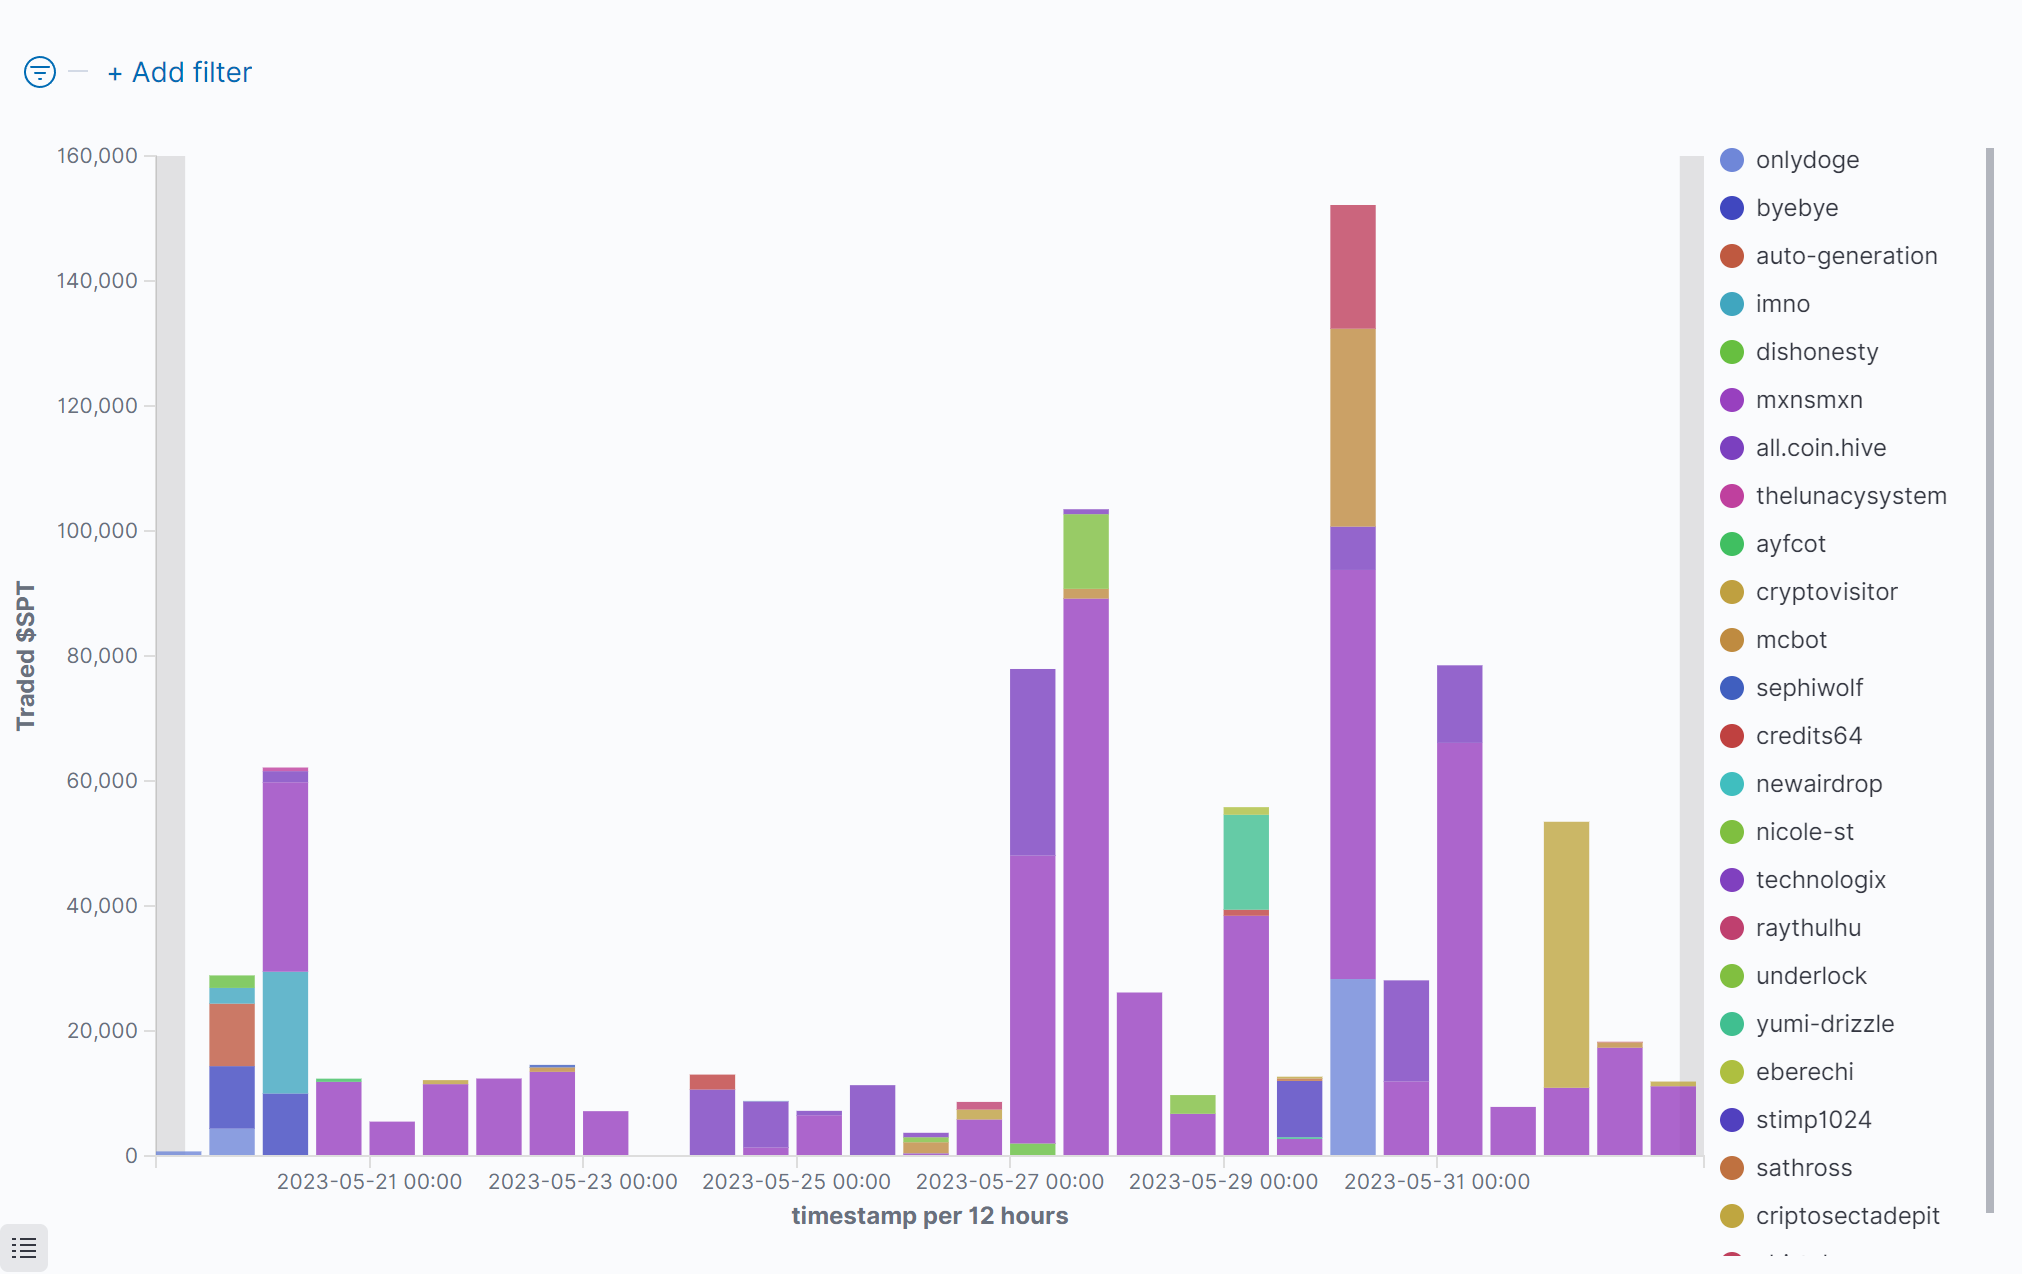 + Add filter
160,000
140,000
120,000
100,000
80,000
60,000
40,000
20,000
0
Traded $SPT
2023-05-21 00:00
2023-05-23 00:00
2023-05-25 00:00
2023-05-27 00:00
2023-05-29 00:00
2023-05-31 00:00
timestamp per 12 hours
onlydoge
byebye
auto-generation
imno
dishonesty
mxnsmxn
all.coin.hive
thelunacysystem
ayfcot
cryptovisitor
mcbot
sephiwolf
credits64
newairdrop
nicole-st
technologix
raythulhu
underlock
yumi-drizzle
eberechi
stimp1024
sathross
criptosectadepit